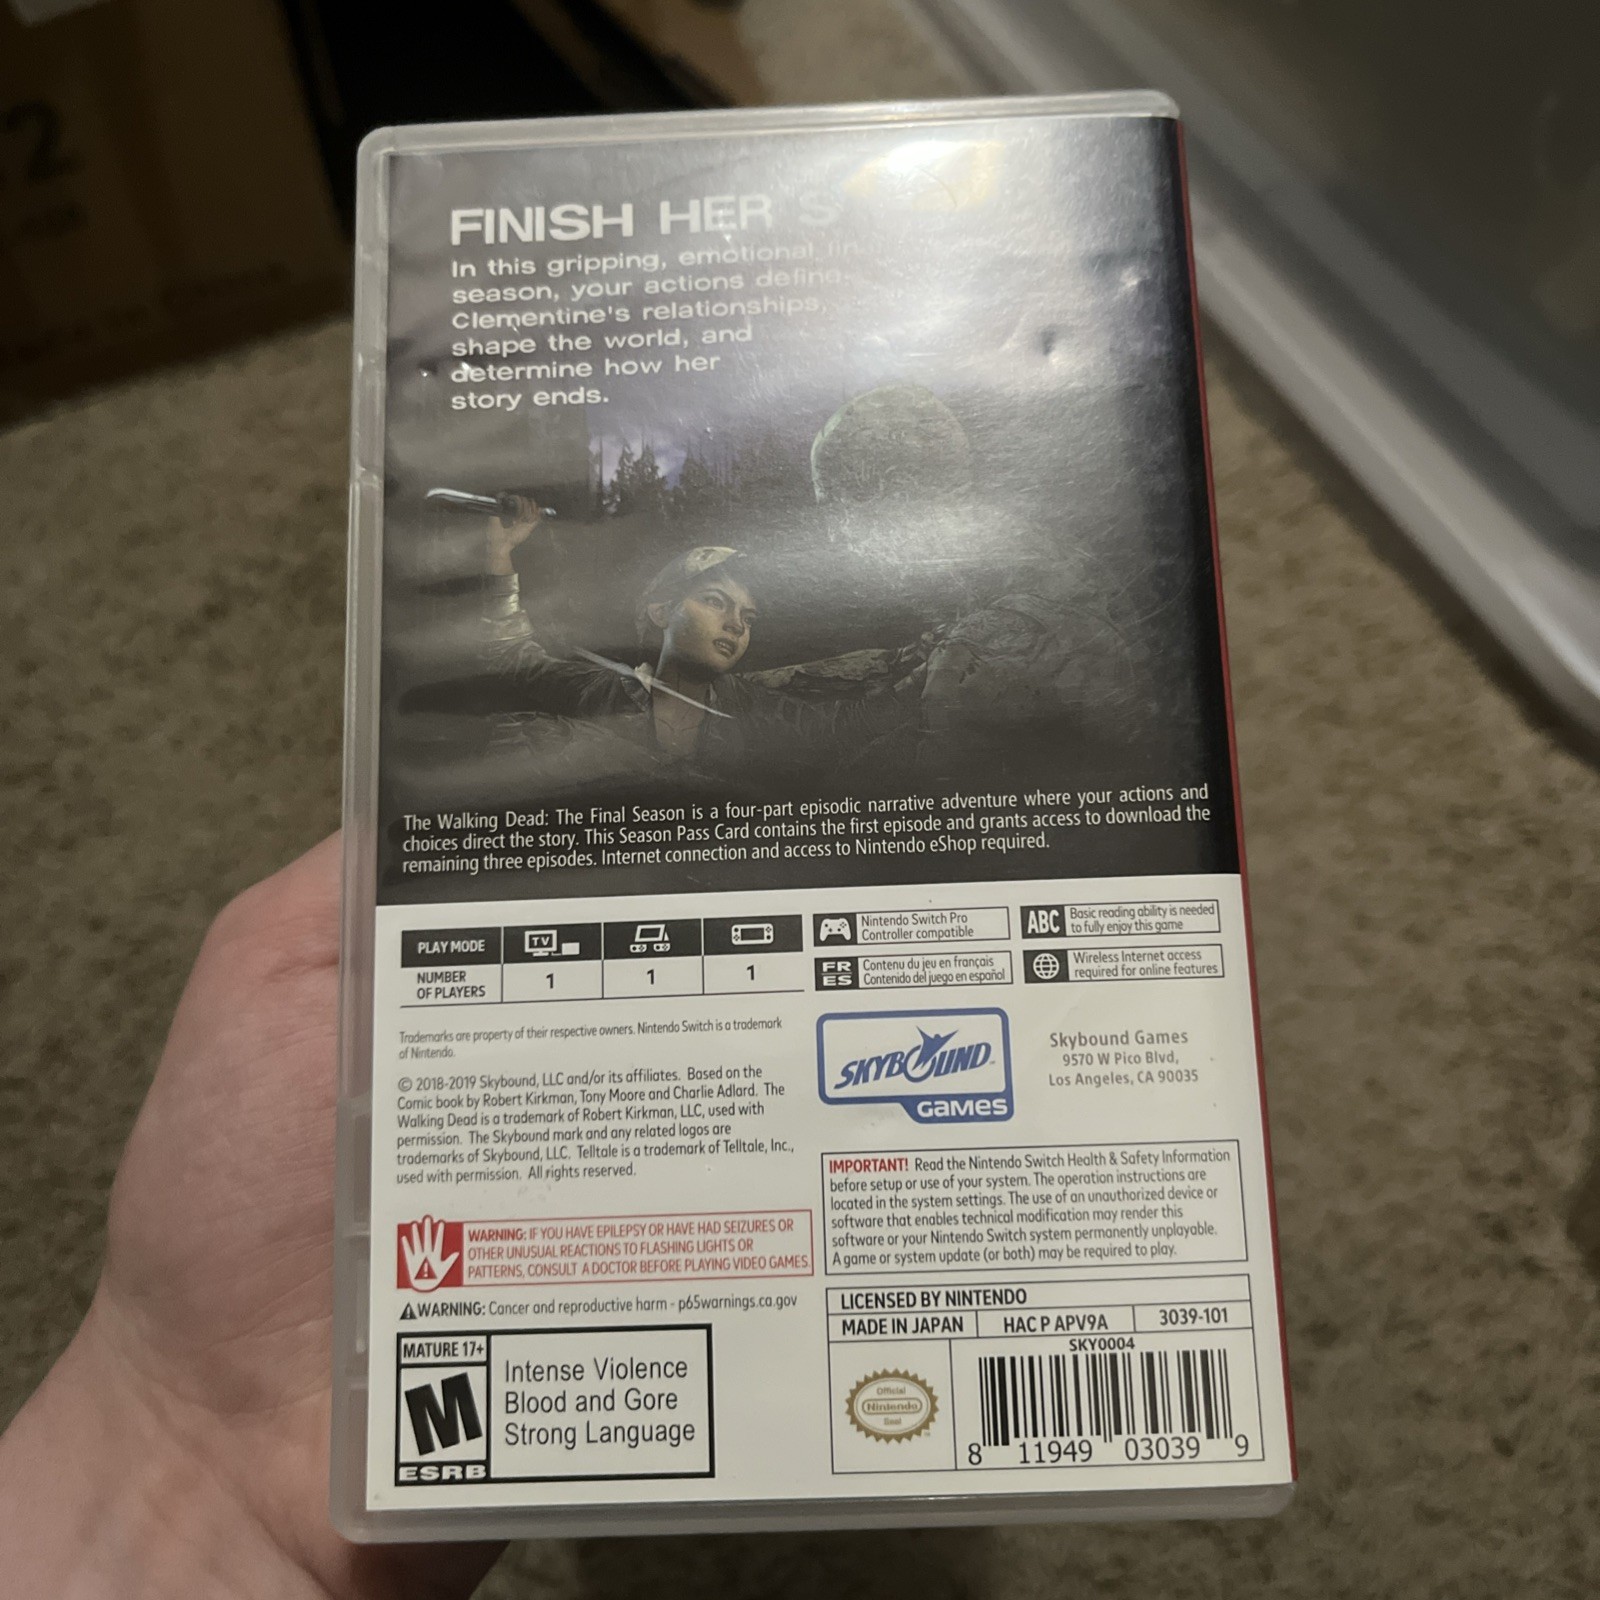 FINISH HER S
In this gripping, emotional
season, your actions define
Clementine's relationships,
shape the world, and
determine how her
story ends.
The Walking Dead: The Final Season is a four-part episodic narrative adventure where your actions and
choices direct the story. This Season Pass Card contains the first episode and grants access to download the
remaining three episodes. Internet connection and access to Nintendo eShop required.
PLAY MODE
TV
NUMBER
OF PLAYERS
1
1
1
Nintendo Switch Pro
Controller compatible
ABC
Basic reading ability is needed
to fully enjoy this game
FR
ES
Contenu du jeu en français
Contenido del juego en español
Wireless Internet access
required for online features
Trademarks are property of their respective owners. Nintendo Switch is a trademark
of Nintendo.
© 2018-2019 Skybound, LLC and/or its affiliates. Based on the
Comic book by Robert Kirkman, Tony Moore and Charlie Adlard. The
Walking Dead is a trademark of Robert Kirkman, LLC, used with
permission. The Skybound mark and any related logos are
trademarks of Skybound, LLC. Telltale is a trademark of Telltale, Inc.,
used with permission. All rights reserved.
SKYBOUND
GAMES
Skybound Games
9570 W Pico Blvd,
Los Angeles, CA 90035
IMPORTANT! Read the Nintendo Switch Health & Safety Information
before setup or use of your system. The operation instructions are
located in the system settings. The use of an unauthorized device or
software that enables technical modification may render this
software or your Nintendo Switch system permanently unplayable.
A game or system update (or both) may be required to play.
WARNING: IF YOU HAVE EPILEPSY OR HAVE HAD SEIZURES OR
OTHER UNUSUAL REACTIONS TO FLASHING LIGHTS OR
PATTERNS, CONSULT A DOCTOR BEFORE PLAYING VIDEO GAMES.
WARNING: Cancer and reproductive harm - p65warnings.ca.gov
MATURE 17+
M
ESRB
Intense Violence
Blood and Gore
Strong Language
LICENSED BY NINTENDO
MADE IN JAPAN
HAC P APV9A
3039-101
SKY0004
Official
Nintendo
Seal
8 11949 03039 9
2